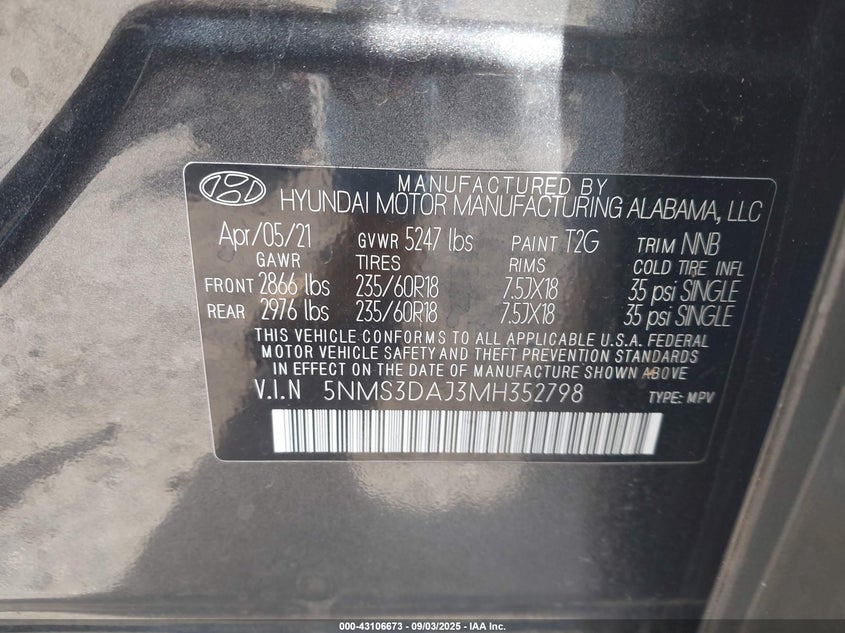 MANUFACTURED BY
HYUNDAI MOTOR MANUFACTURING ALABAMA, LLC
Apr/05/21 GVWR 5247 lbs PAINT T2G TRIM NNB
GAWR TIRES RIMS COLD TIRE INFL
FRONT 2866 lbs 235/60R18 7.5JX18 35 psi SINGLE
REAR 2976 lbs 235/60R18 7.5JX18 35 psi SINGLE
THIS VEHICLE CONFORMS TO ALL APPLICABLE U.S.A. FEDERAL
MOTOR VEHICLE SAFETY AND THEFT PREVENTION STANDARDS
IN EFFECT ON THE DATE OF MANUFACTURE SHOWN ABOVE
V.I.N 5NMS3DAJ3MH352798 TYPE: MPV
000-43106673 - 09/03/2025 - IAA Inc.